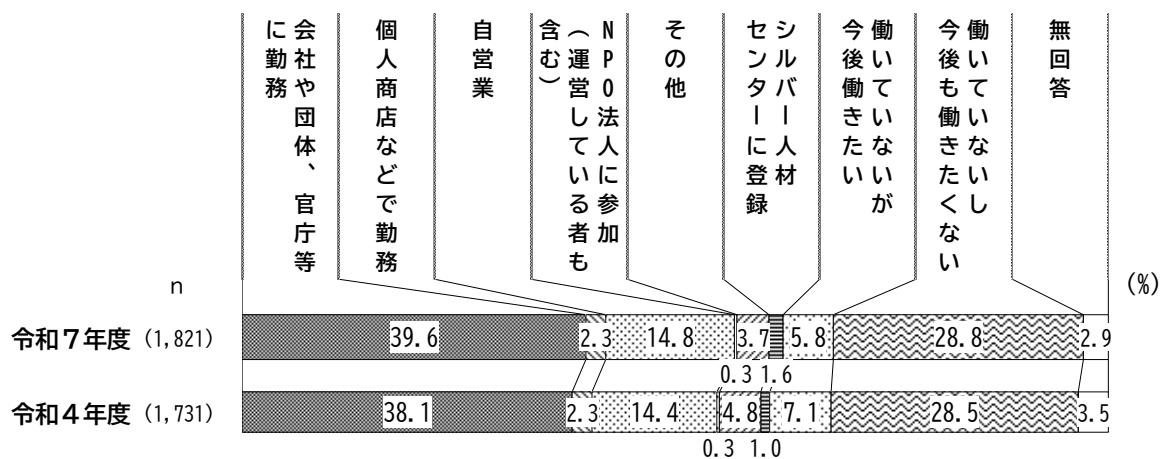 会社や団体、官庁等
に勤務
個人商店などで勤務
自営業
NPO法人に参加
(運営している者も
含む)
その他
シルバー人材
センターに登録
働いていないが
今後働きたい
働いていないし
今後も働きたくない
無回答
n
(%)
令和7年度 (1,821) 39.6 2.3 14.8 3.7 5.8 28.8 2.9
0.3 1.6
令和4年度 (1,731) 38.1 2.3 14.4 4.8 7.1 28.5 3.5
0.3 1.0